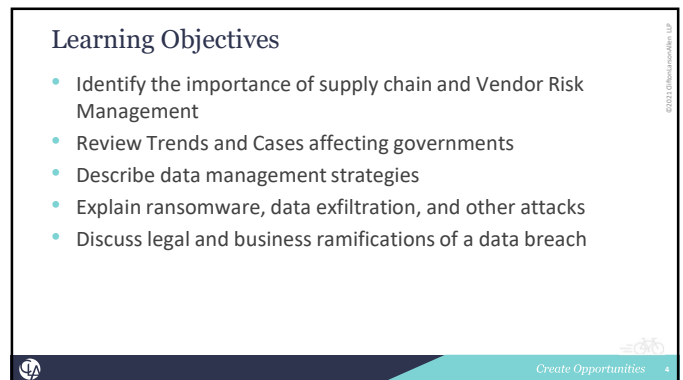 Learning Objectives
• Identify the importance of supply chain and Vendor Risk
Management
• Review Trends and Cases affecting governments
• Describe data management strategies
• Explain ransomware, data exfiltration, and other attacks
• Discuss legal and business ramifications of a data breach
©2021 CliftonLarsonAllen LLP
Create Opportunities 4
CLA